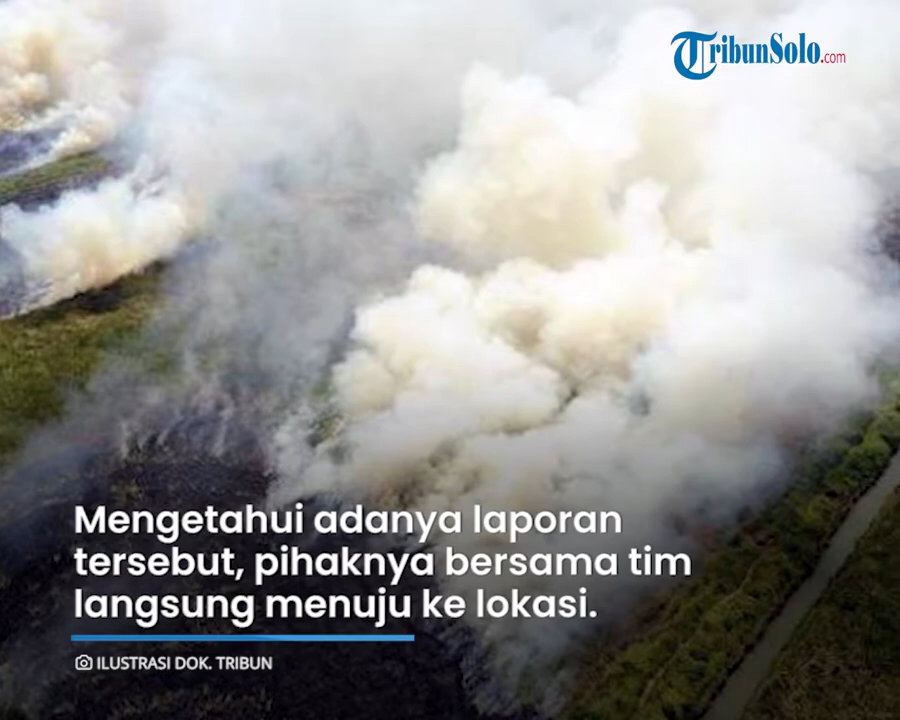 TribunSolo.com
Mengetahui adanya laporan
tersebut, pihaknya bersama tim
langsung menuju ke lokasi.
ILUSTRASI DOK. TRIBUN